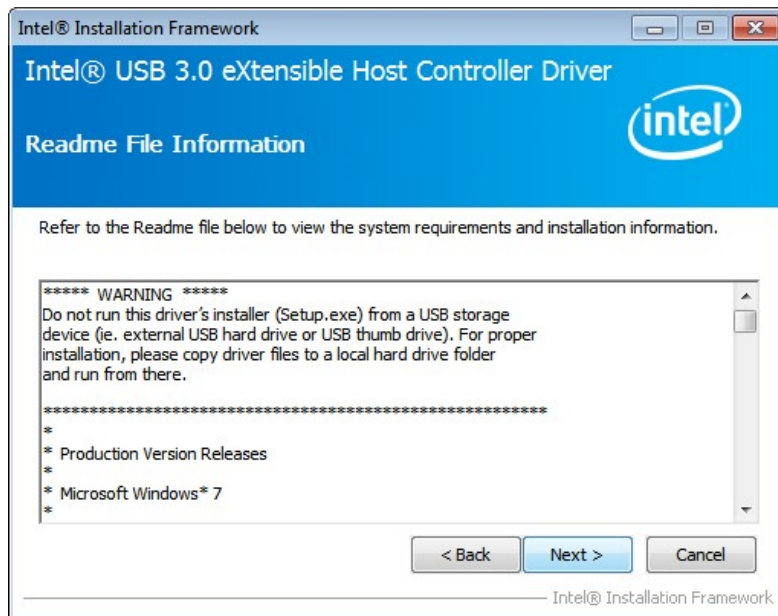 Intel® Installation Framework
Intel® USB 3.0 eXtensible Host Controller Driver
intel
Readme File Information
Refer to the Readme file below to view the system requirements and installation information.
***** WARNING *****
Do not run this driver's installer (Setup.exe) from a USB storage
device (ie. external USB hard drive or USB thumb drive). For proper
installation, please copy driver files to a local hard drive folder
and run from there.
*******************************************************
*
* Production Version Releases
*
* Microsoft Windows* 7
*
< Back Next > Cancel
Intel® Installation Framework